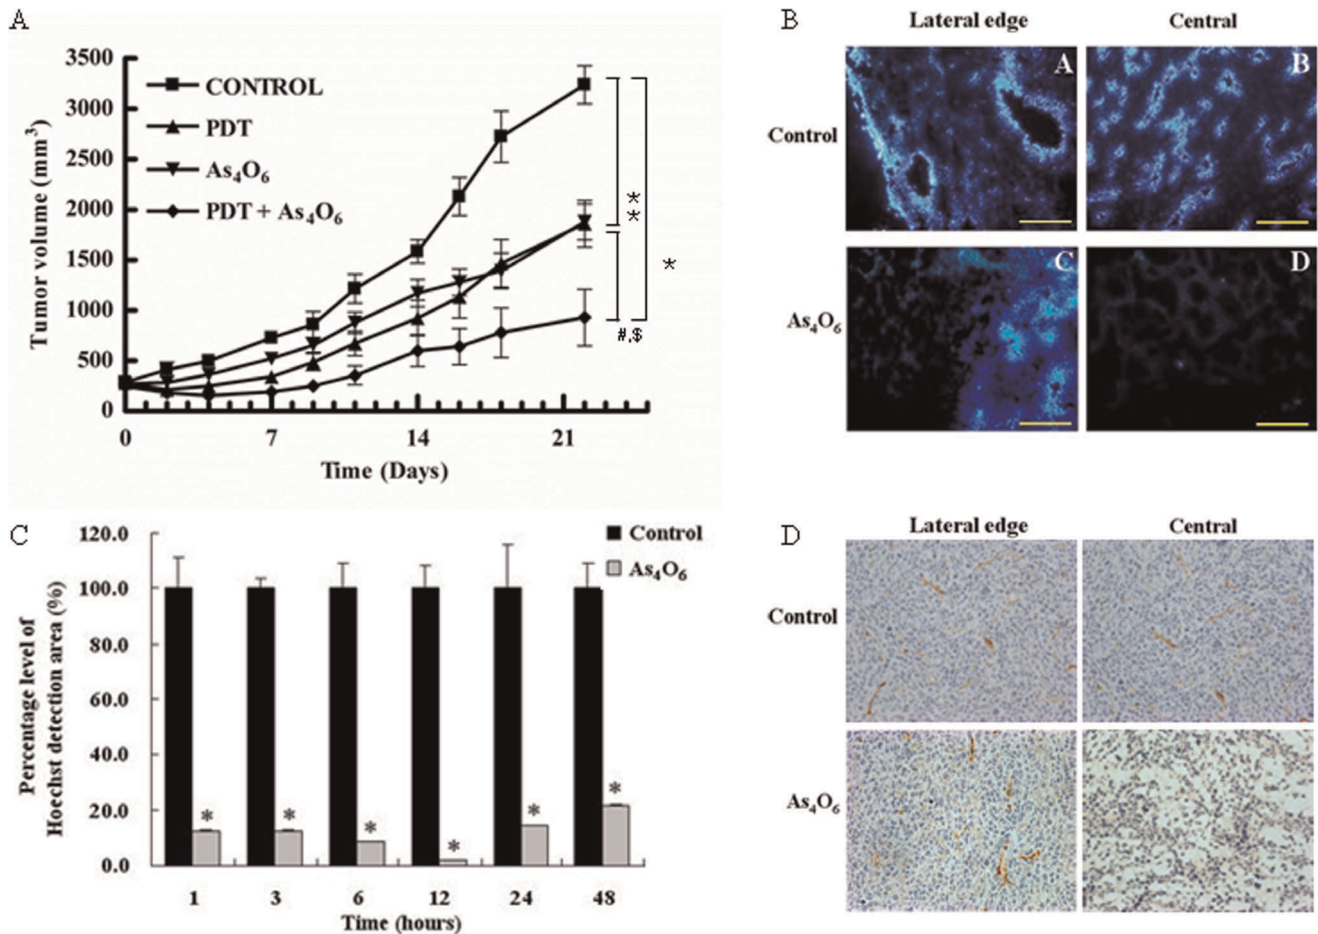 A
3500
3000
2500
2000
1500
1000
500
0
0 7 14 21
Tumor volume (mm³)
Time (Days)
CONTROL
PDT
As₄O₆
PDT + As₄O₆
*
*
*
#,$
B
Lateral edge Central
Control
As₄O₆
A
B
C
D
C
120.0
100.0
80.0
60.0
40.0
20.0
0.0
Percentage level of
Hoechst detection area (%)
Control
As₄O₆
* * * * * *
1 3 6 12 24 48
Time (hours)
D
Lateral edge Central
Control
As₄O₆